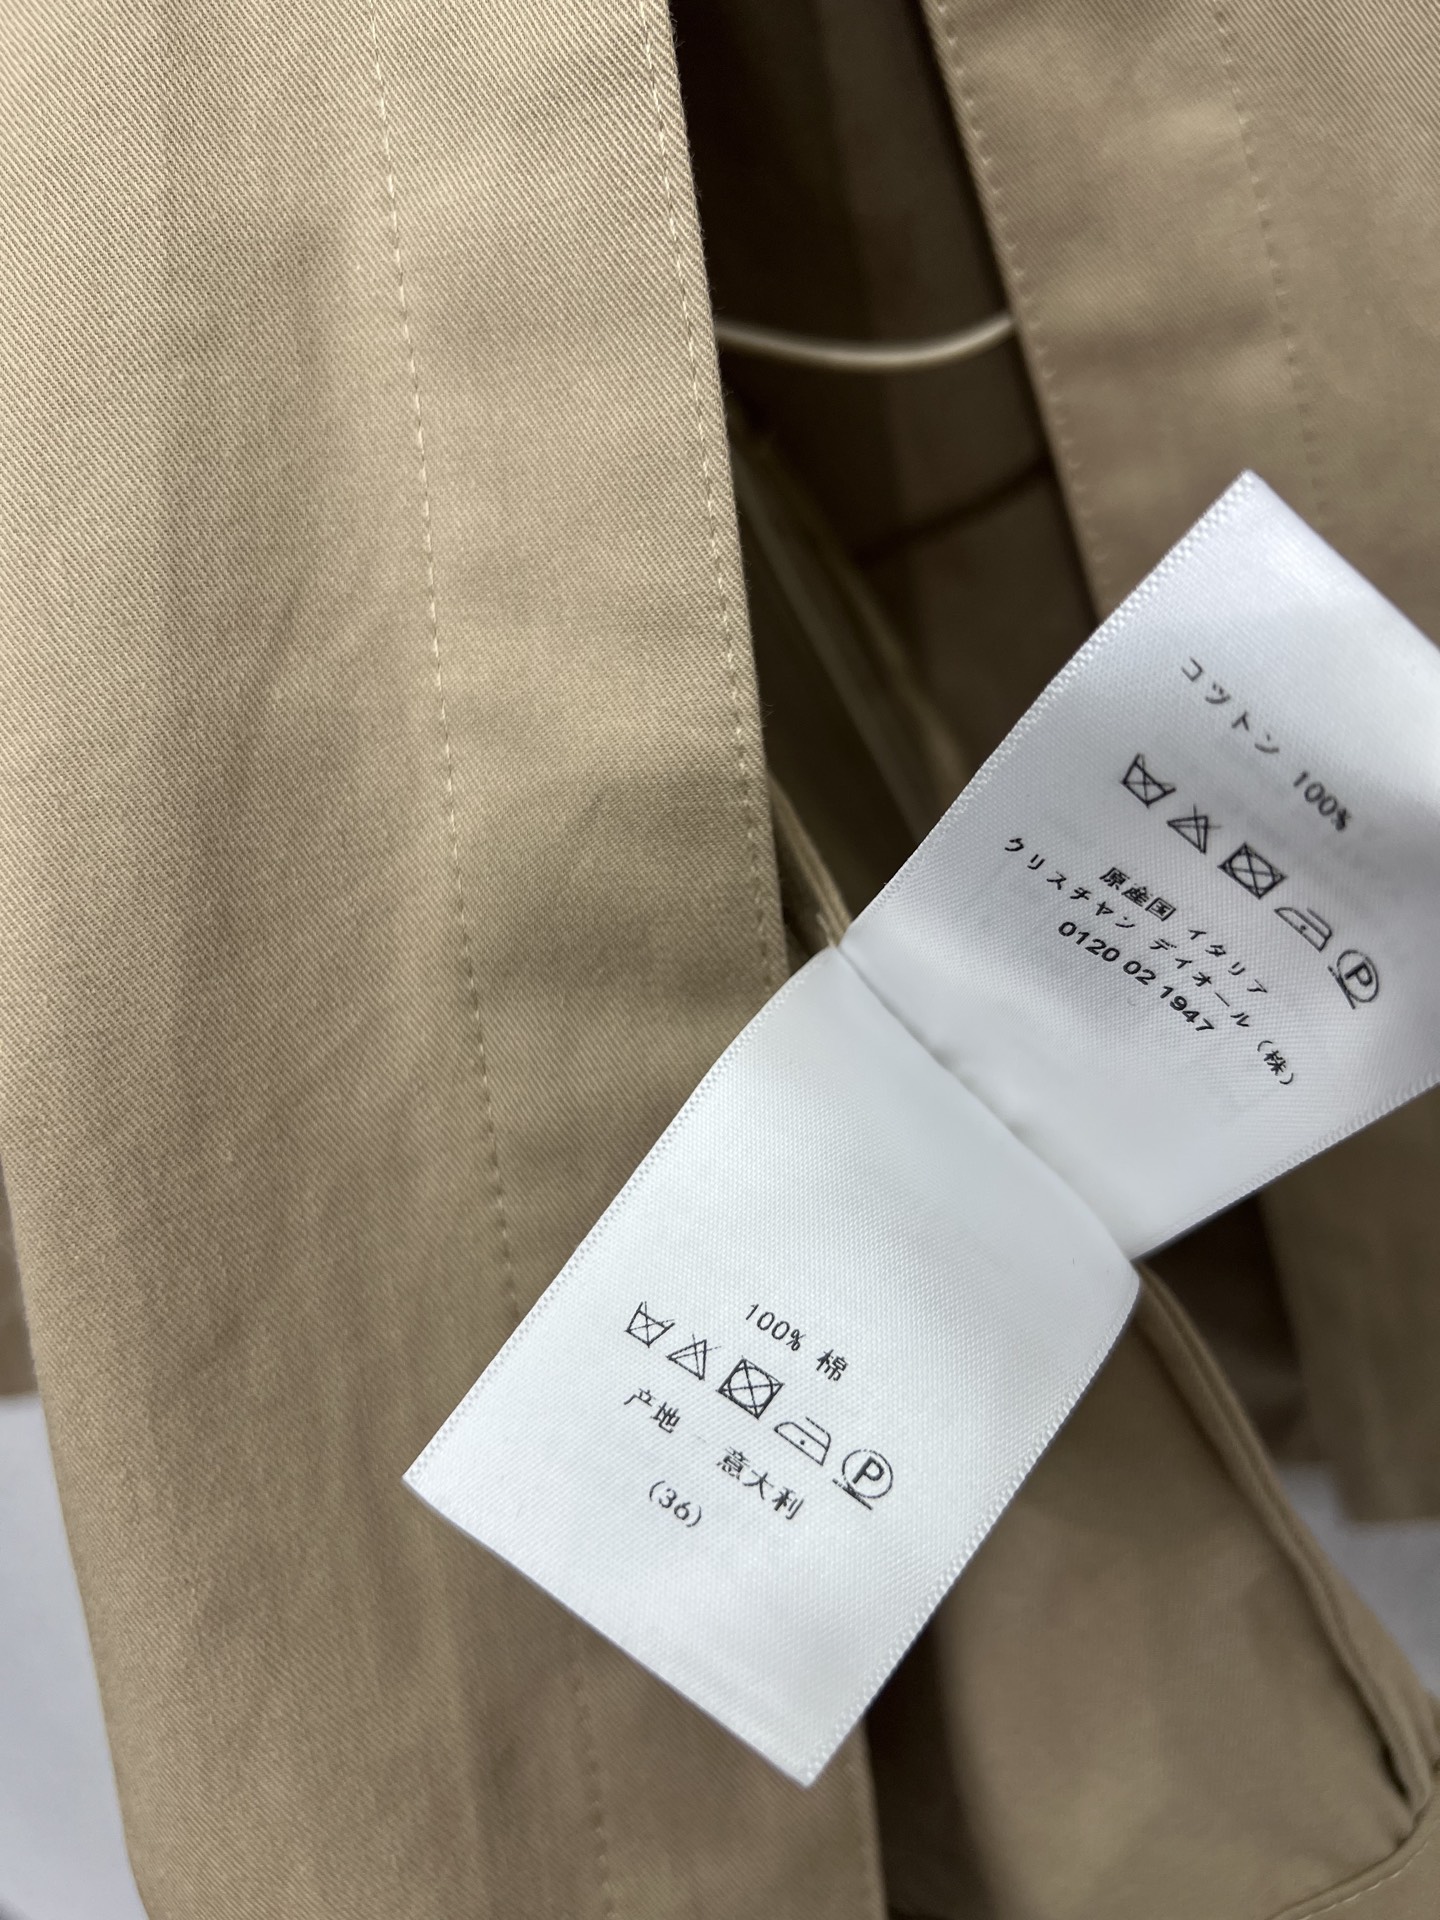 コットン 100%
P
原産国 イタリア
クリスチャン ディオール (株)
0120 02 1947
100% 棉
P
产地 - 意大利
(36)